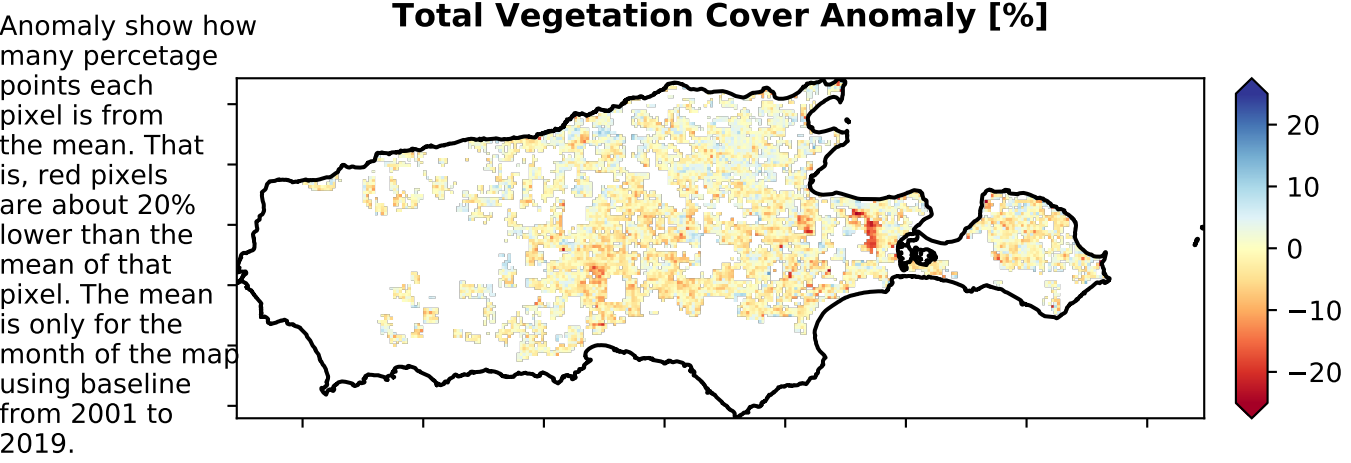 Total Vegetation Cover Anomaly [%]
Anomaly show how
many percetage
points each
pixel is from
the mean. That
is, red pixels
are about 20%
lower than the
mean of that
pixel. The mean
is only for the
month of the map
using baseline
from 2001 to
2019.
20
10
0
−10
−20